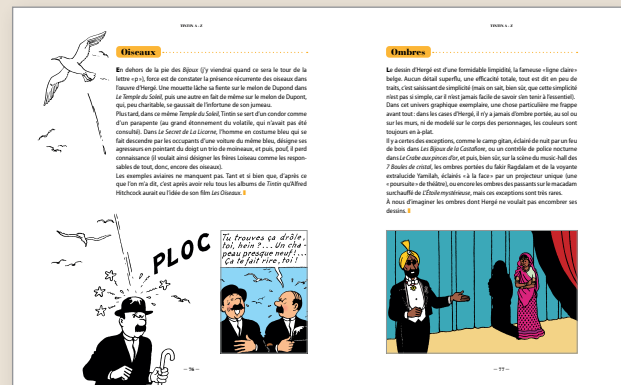 TINTIN A-Z
Oiseaux
En dehors de la pie des Bijoux (j'y viendrai quand ce sera le tour de la
lettre « p »), force est de constater la présence récurente des oiseaux dans
l'œuvre d'Hergé. Une mouette lâche sa fiente sur le melon de Dupond dans
Le Temple du Soleil, puis une autre en fait de même sur le melon de Dupont,
qui, peu charitable, se gaussait de l'infortune de son jumeau.
Plus tard, dans ce même Temple du Soleil, Tintin se sert d'un condor comme
d'un parapente (au grand étonnement du volatile, qui n'avait pas été
consulté). Dans Le Secret de La Licorne, l'homme en costume bleu qui se
fait descendre par les occupants d'une voiture du même bleu, désigne ses
agresseurs en pointant du doigt un trio de moineaux, et puis, pouf, il perd
connaissance (il voulait ainsi désigner les frères Loiseau comme les respon-
sables de tout, donc, encore des oiseaux).
Les exemples aviaires ne manquent pas. Tant et si bien que, d'après ce
que l'on m'a dit, c'est après avoir relu tous les albums de Tintin qu'Alfred
Hitchcock aurait eu l'idée de son film Les Oiseaux.
PLOC
Tu trouves ça drôle,
toi, hein ?... Un cha-
peau presque neuf !...
Ça te fait rire, toi !
– 76 –
TINTIN A-Z
Ombres
Le dessin d'Hergé est d'une formidable limpidité, la fameuse « ligne claire »
belge. Aucun détail superflu, une efficacité totale, tout est dit en peu de
traits, c'est saisissant de simplicité (mais on sait, bien sûr, que cette simplicité
n'est pas si simple, car il n'est jamais facile de savoir s'en tenir à l'essentiel).
Dans cet univers graphique exemplaire, une chose particulière me frappe
avant tout : dans les cases d'Hergé, il n'y a jamais d'ombre portée, au sol ou
sur les murs, ni de modelé sur le corps des personnages, les couleurs sont
toujours en à-plat.
Il y a certes des exceptions, comme le camp gitan, éclairé de nuit par un feu
de bois dans Les Bijoux de la Castafiore, ou un contrôle de police nocturne
dans Le Crabe aux pinces d'or, et puis, bien sûr, sur la scène du music-hall des
7 Boules de cristal, les ombres portées du fakir Ragdalam et de la voyante
extralucide Yamilah, éclairés « à la face » par un projecteur unique (une
« poursuite » de théâtre), ou encore les ombres des passants sur le macadam
surchauffé de L'Étoile mystérieuse, mais ces exceptions sont très rares.
À nous d'imaginer les ombres dont Hergé ne voulait pas encombrer ses
dessins.
– 77 –